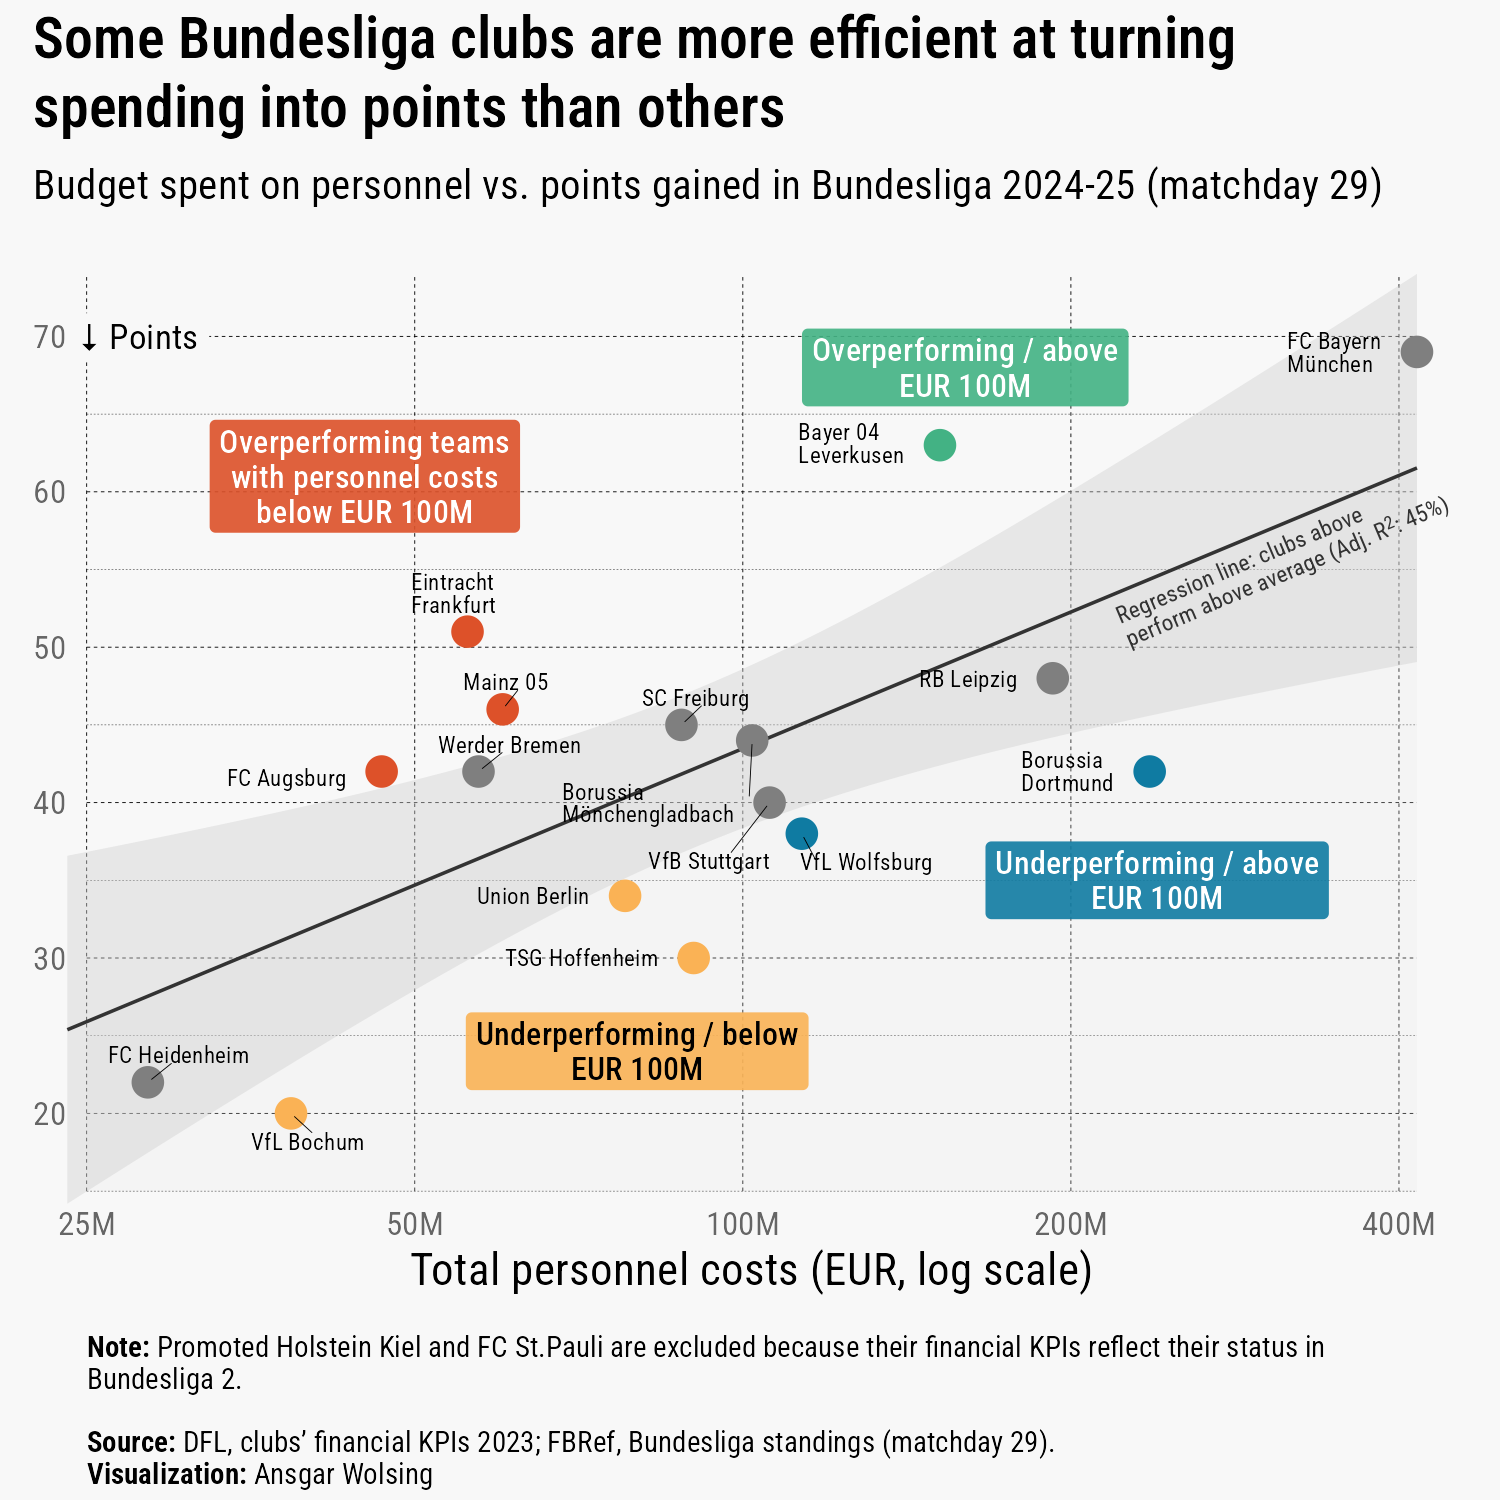 Some Bundesliga clubs are more efficient at turning
spending into points than others
Budget spent on personnel vs. points gained in Bundesliga 2024-25 (matchday 29)
70
↓ Points
60
50
40
30
20
Overperforming / above
EUR 100M
FC Bayern
München
Bayer 04
Leverkusen
Overperforming teams
with personnel costs
below EUR 100M
Regression line: clubs above
perform above average (Adj. R²: 45%)
Eintracht
Frankfurt
Mainz 05
SC Freiburg
RB Leipzig
Werder Bremen
FC Augsburg
Borussia
Mönchengladbach
Borussia
Dortmund
VfB Stuttgart
VfL Wolfsburg
Underperforming / above
EUR 100M
Union Berlin
TSG Hoffenheim
Underperforming / below
EUR 100M
FC Heidenheim
VfL Bochum
25M
50M
100M
200M
400M
Total personnel costs (EUR, log scale)
Note: Promoted Holstein Kiel and FC St.Pauli are excluded because their financial KPIs reflect their status in
Bundesliga 2.
Source: DFL, clubs’ financial KPIs 2023; FBRef, Bundesliga standings (matchday 29).
Visualization: Ansgar Wolsing